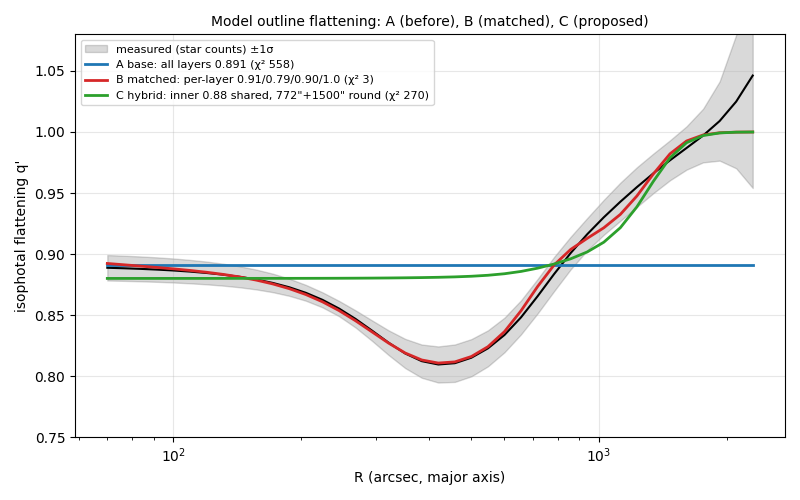 Model outline flattening: A (before), B (matched), C (proposed)
measured (star counts) ±1σ
A base: all layers 0.891 (χ² 558)
B matched: per-layer 0.91/0.79/0.90/1.0 (χ² 3)
C hybrid: inner 0.88 shared, 772"+1500" round (χ² 270)
isophotal flattening q'
1.05
1.00
0.95
0.90
0.85
0.80
0.75
10²
10³
R (arcsec, major axis)